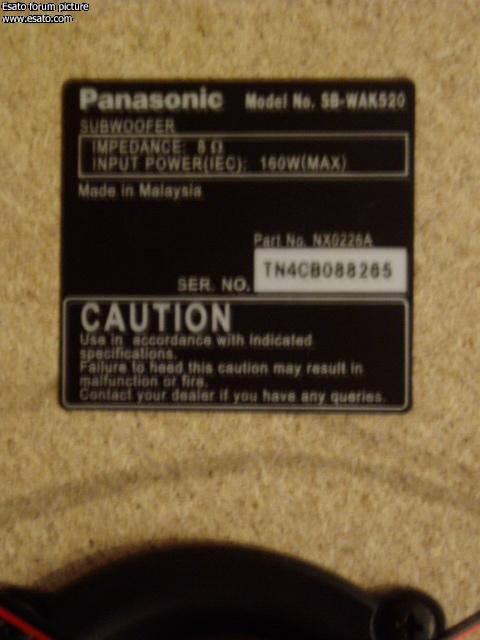 Esato forum picture
www.esato.com
Panasonic Model No. SB-WAK520
SUBWOOFER
IMPEDANCE: 8 Ω
INPUT POWER(IEC): 160W(MAX)
Made in Malaysia
Part No. NX0226A
SER. NO. TN4CB088265
CAUTION
Use in accordance with indicated
specifications.
Failure to heed this caution may result in
malfunction or fire.
Contact your dealer if you have any queries.